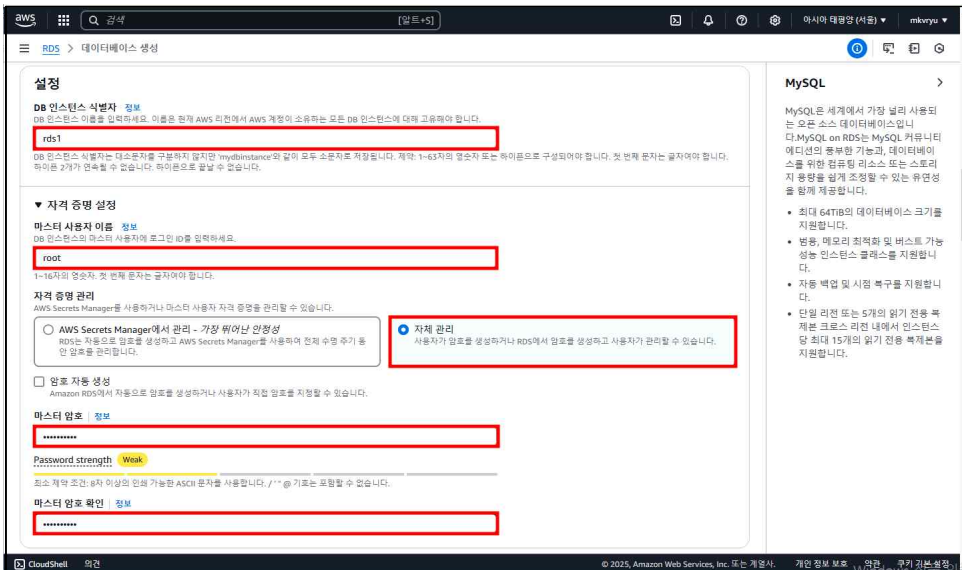 aws
검색
[알트+S]
아시아 태평양 (서울) ▼
mkvryu ▼
RDS > 데이터베이스 생성
설정
DB 인스턴스 식별자 정보
DB 인스턴스 이름을 입력하세요. 이름은 현재 AWS 리전에서 AWS 계정이 소유하는 모든 DB 인스턴스에 대해 고유해야 합니다.
rds1
DB 인스턴스 식별자는 대소문자를 구분하지 않지만 'mydbinstance'와 같이 모두 소문자로 저장됩니다. 제약: 1~63자의 영숫자 또는 하이픈으로 구성되어야 합니다. 첫 번째 문자는 글자여야 합니다.
하이픈 2개가 연속될 수 없습니다. 하이픈으로 끝날 수 없습니다.
▼ 자격 증명 설정
마스터 사용자 이름 정보
DB 인스턴스의 마스터 사용자에 로그인 ID를 입력하세요.
root
1~16자의 영숫자. 첫 번째 문자는 글자여야 합니다.
자격 증명 관리
AWS Secrets Manager를 사용하거나 마스터 사용자 자격 증명을 관리할 수 있습니다.
AWS Secrets Manager에서 관리 - 가장 뛰어난 안정성
RDS는 자동으로 암호를 생성하고 AWS Secrets Manager를 사용하여 전체 수명 주기 동
안 암호를 관리합니다.
자체 관리
사용자가 암호를 생성하거나 RDS에서 암호를 생성하고 사용자가 관리할 수 있습니다.
암호 자동 생성
Amazon RDS에서 자동으로 암호를 생성하거나 사용자가 직접 암호를 지정할 수 있습니다.
마스터 암호 정보
••••••••••
Password strength Weak
최소 제약 조건: 8자 이상의 인쇄 가능한 ASCII 문자를 사용합니다. / ' " @ 기호는 포함할 수 없습니다.
마스터 암호 확인 정보
••••••••••
MySQL
MySQL은 세계에서 가장 널리 사용되
는 오픈 소스 데이터베이스입니
다.MySQL on RDS는 MySQL 커뮤니티
에디션의 풍부한 기능과, 데이터베이
스를 위한 컴퓨팅 리소스 또는 스토리
지 용량을 쉽게 조정할 수 있는 유연성
을 함께 제공합니다.
• 최대 64TiB의 데이터베이스 크기를
지원합니다.
• 범용, 메모리 최적화 및 버스트 가능
성능 인스턴스 클래스를 지원합니
다.
• 자동 백업 및 시점 복구를 지원합니
다.
• 단일 리전 또는 5개의 읽기 전용 복
제본 크로스 리전 내에서 인스턴스
당 최대 15개의 읽기 전용 복제본을
지원합니다.
CloudShell 의견
© 2025, Amazon Web Services, Inc. 또는 계열사.
개인 정보 보호 약관 쿠키 기본 설정